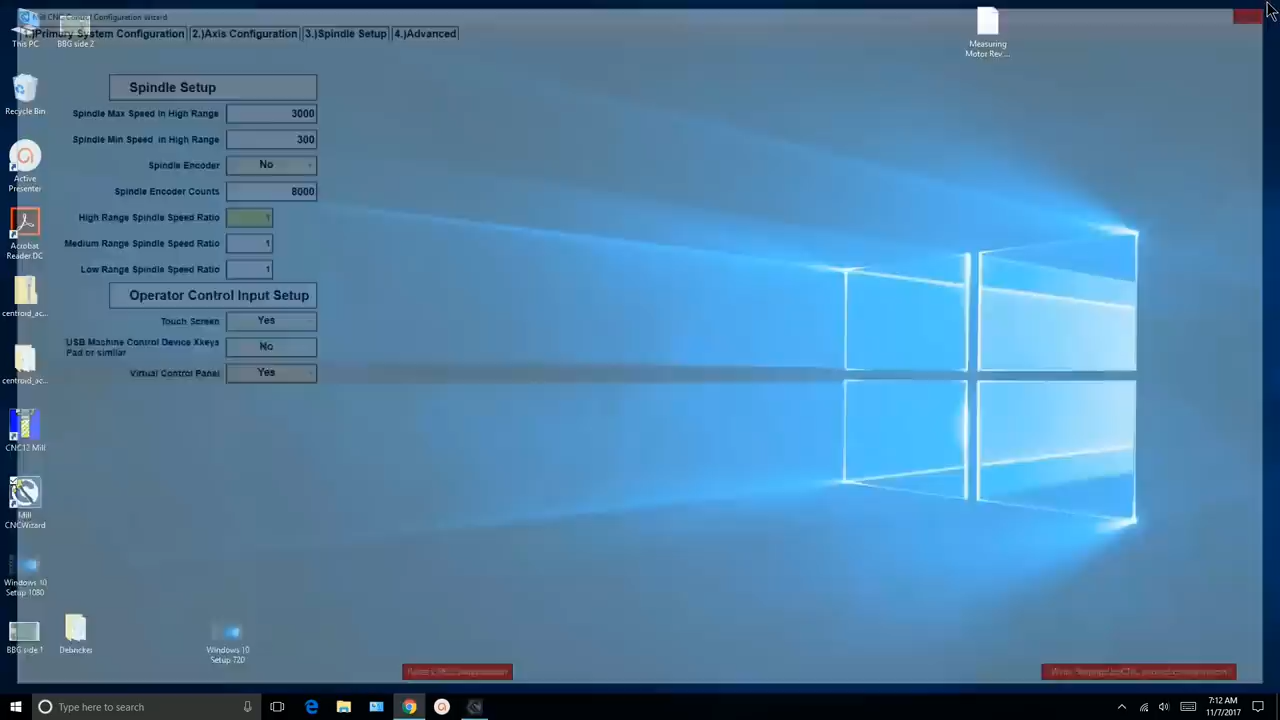 Mill CNC Control Configuration Wizard
1.)Primary System Configuration
2.)Axis Configuration
3.)Spindle Setup
4.)Advanced
Spindle Setup
Spindle Max Speed in High Range
3000
Spindle Min Speed in High Range
300
Spindle Encoder
No
Spindle Encoder Counts
8000
High Range Spindle Speed Ratio
1
Medium Range Spindle Speed Ratio
1
Low Range Spindle Speed Ratio
1
Operator Control Input Setup
Touch Screen
Yes
USB Machine Control Device Xkeys
Pad or similar
No
Virtual Control Panel
Yes
This PC
BBG side 2
Recycle Bin
Active
Presenter
Acrobat
Reader DC
centroid_ac...
centroid_ac...
CNC12 Mill
Mill
CNCWizard
Windows 10
Setup 1080
BBG side 1
Debnickes
Windows 10
Setup 720
Measuring
Motor Rev....
Type here to search
7:12 AM
11/7/2017